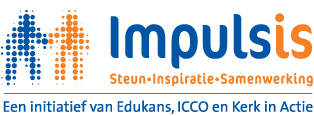 Impulsis
Steun•Inspiratie•Samenwerking
Een initiatief van Edukans, ICCO en Kerk in Actie